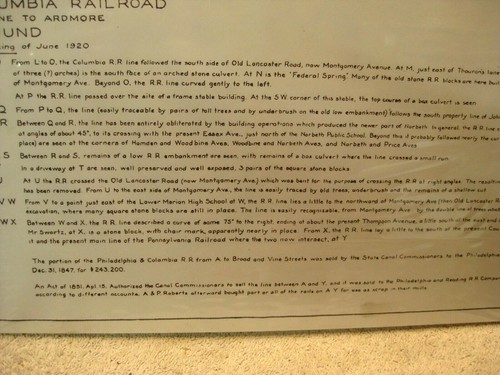 UMBIA RAILROAD
NE TO ARDMORE
OUND
ing of June 1920
From L to O, the Columbia R.R. line followed the south side of Old Lancaster Road, now Montgomery Avenue. At M, just east of Thouron's lane
of three (?) arches) is the south face of an arched stone culvert. At N is the "Federal Spring." Many of the old stone R.R. blocks are here built
of Montgomery Ave. Beyond O, the R.R. line curved gently to the left.
At P the R.R. line passed over the site of a frame stable building. At the S.W. corner of this stable, the top course of a box culvert is seen
Q From P to Q, the line (easily traceable by pairs of tall trees and by underbrush on the old embankment) follows the south property line of John
R Between Q and R, the line has been entirely obliterated by the building operations which produced the newer part of Narberth. In general the R.R. line
at angles of about 45°, to its crossing with the present Essex Ave., just north of the Narberth Public School. Beyond this it probably followed nearly the
place) are seen at the corners of Hamden and Woodbine Aves, Woodbine and Narberth Aves, and Narberth and Price Aves
S Between R and S, remains of a low R.R. embankment are seen, with remains of a box culvert where the line crossed a small run.
In a driveway at T are seen, well preserved and well exposed, 3 pairs of the square stone blocks
U At U the R.R. crossed the Old Lancaster Road (now Montgomery Ave.) which was bent for the purpose of crossing the R.R. at right angles. The
has been removed. From U to the east side of Montgomery Ave., the line is easily traced by old trees, underbrush and the remains of a shallow cut
W From V to a point just east of the Lower Merion High School at W, the R.R. line lies a little to the northward of Montgomery Ave (then Old Lancaster
excavation, where many square stone blocks are still in place. The line is easily recognizable, from Montgomery Ave. by the double line of trees which
W X Between W and X, the R.R. line described a curve of some 75° to the right, ending at about the present Thompson Avenue, a little south of the
Mr Swartz, at X, is a stone block, with chair mark, apparently nearly in place. From X, the R.R. line lay a little to the south of the present
it and the present main line of the Pennsylvania Railroad where the two now intersect, at Y
The portion of the Philadelphia & Columbia R.R. from A to Broad and Vine Streets was sold by the State Canal Commissioners to the Philadelphia
Dec. 31, 1847, for $243,200.
An Act of 1831, Apl. 15, Authorized the Canal Commissioners to sell the line between A and Y, and it was sold to the Philadelphia and Reading R.R. Compan
according to different accounts. A & P Roberts afterward bought part or all of the rails on A Y for use as scrap in their mills.